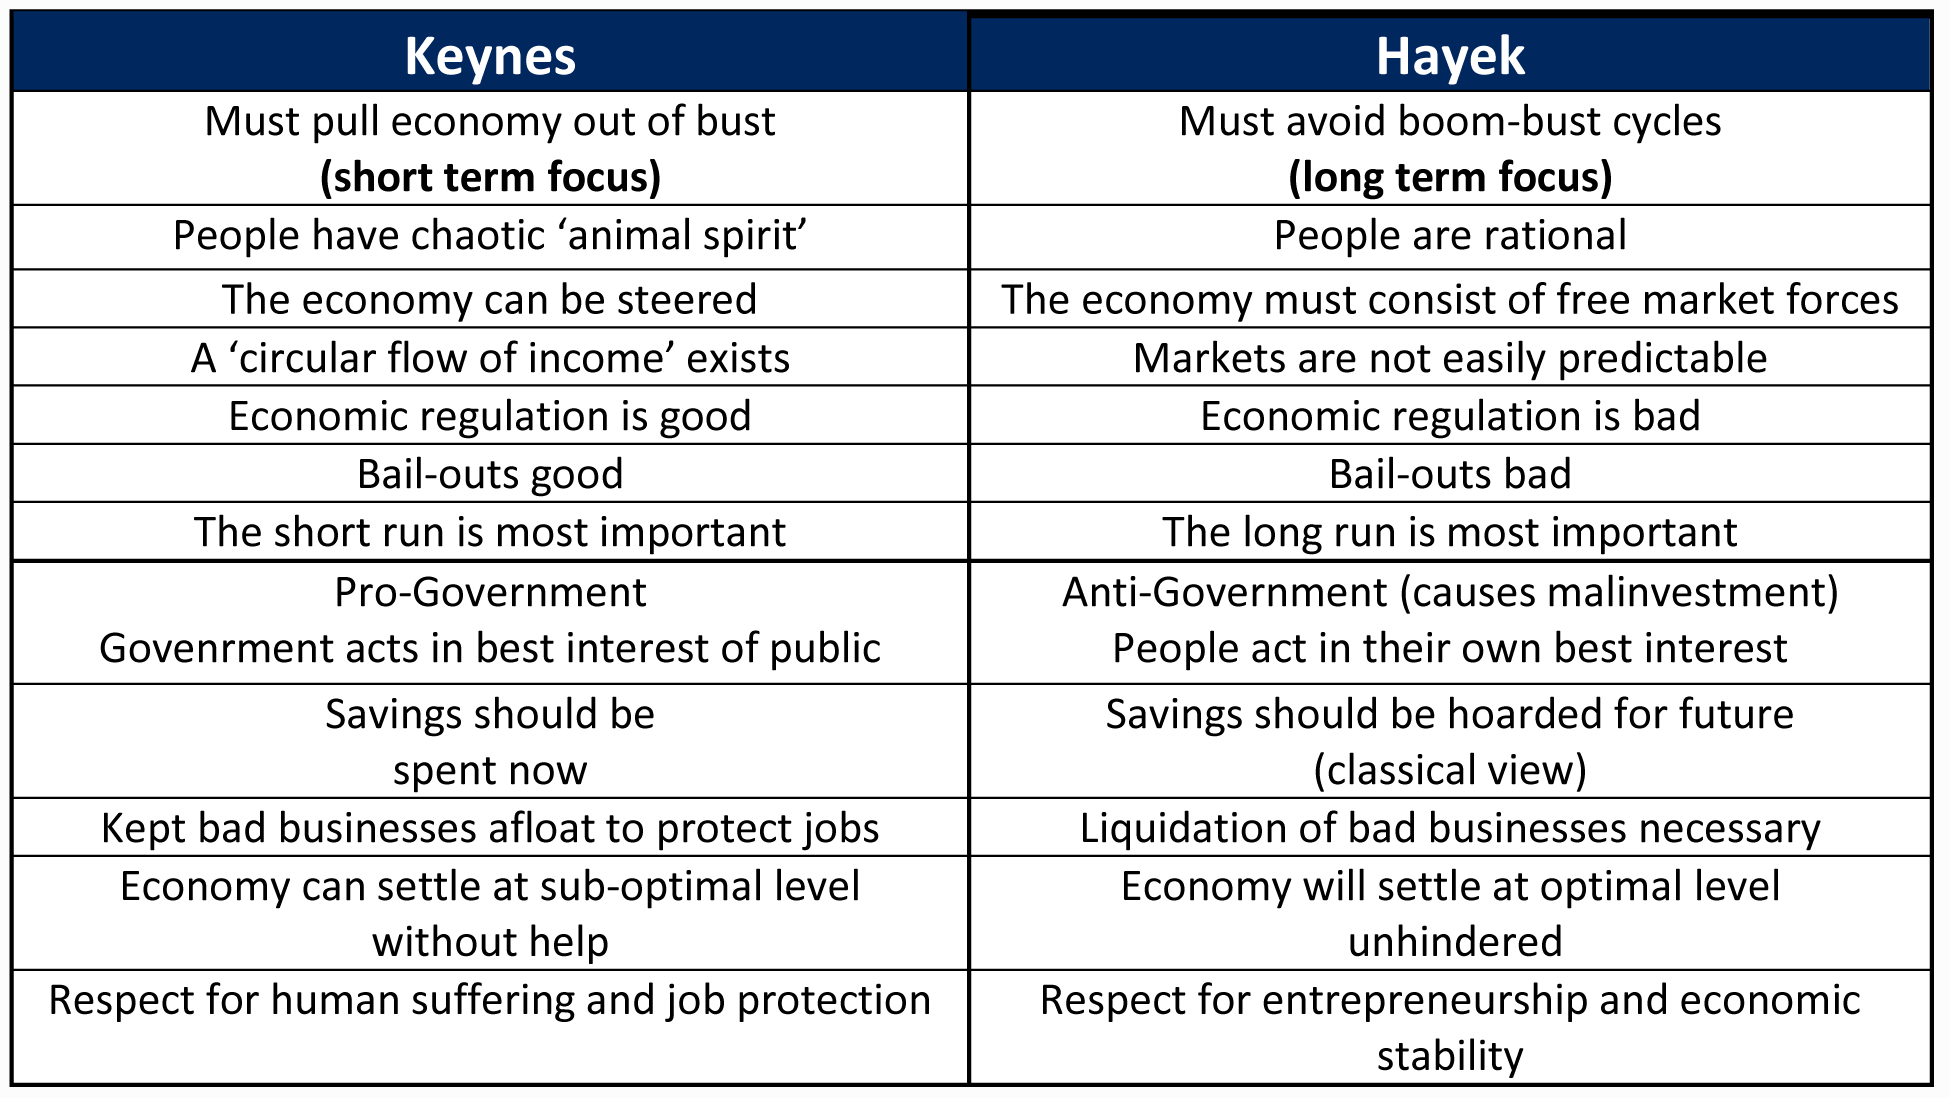 Keynes
Hayek
Must pull economy out of bust
(short term focus)
Must avoid boom-bust cycles
(long term focus)
People have chaotic ‘animal spirit’
People are rational
The economy can be steered
The economy must consist of free market forces
A ‘circular flow of income’ exists
Markets are not easily predictable
Economic regulation is good
Economic regulation is bad
Bail-outs good
Bail-outs bad
The short run is most important
The long run is most important
Pro-Government
Govenrment acts in best interest of public
Anti-Government (causes malinvestment)
People act in their own best interest
Savings should be
spent now
Savings should be hoarded for future
(classical view)
Kept bad businesses afloat to protect jobs
Liquidation of bad businesses necessary
Economy can settle at sub-optimal level
without help
Economy will settle at optimal level
unhindered
Respect for human suffering and job protection
Respect for entrepreneurship and economic
stability